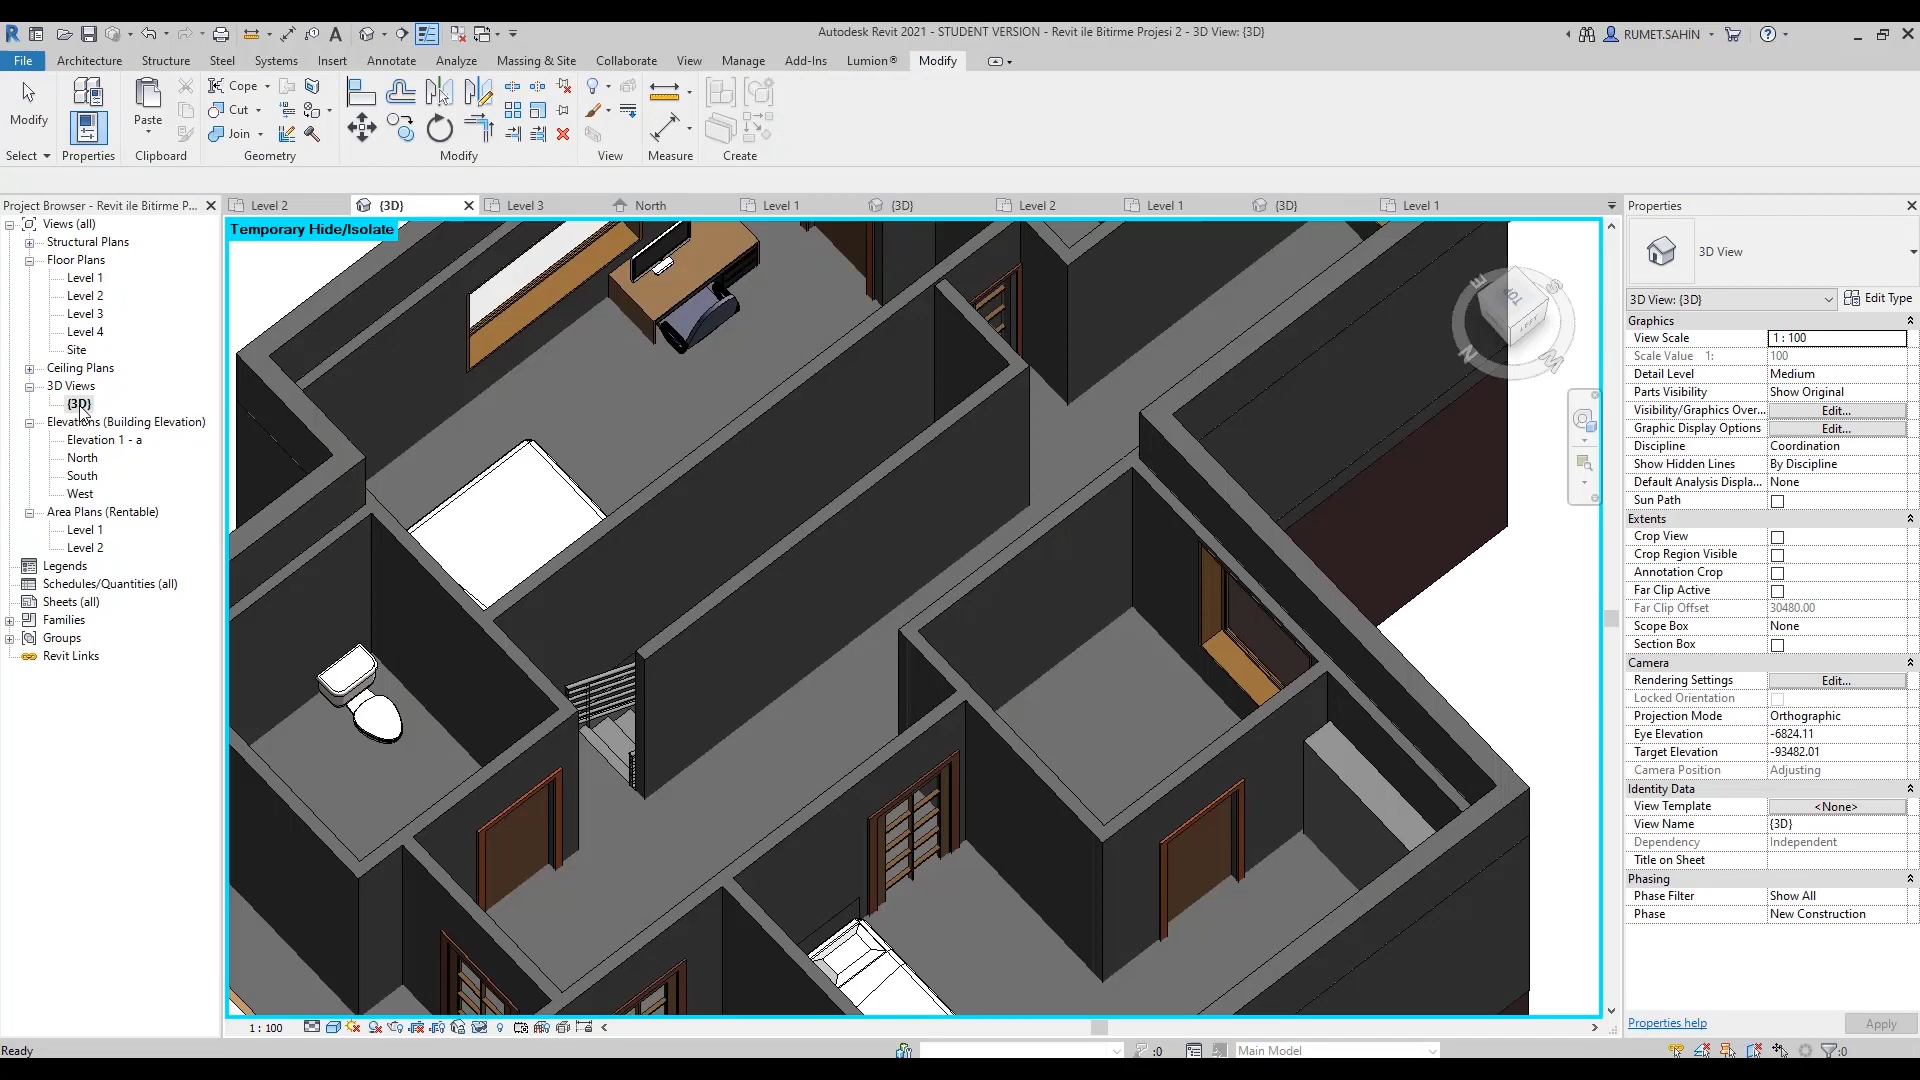 Autodesk Revit 2021 - STUDENT VERSION - Revit ile Bitirme Projesi 2 - 3D View: {3D}
RUMET.SAHİN
File Architecture Structure Steel Systems Insert Annotate Analyze Massing & Site Collaborate View Manage Add-Ins Lumion® Modify
Cope
Modify Paste Cut
Join
Select Properties Clipboard Geometry Modify View Measure Create
Project Browser - Revit ile Bitirme P...
Level 2 {3D} Level 3 North Level 1 {3D} Level 2 Level 1 {3D} Level 1
Properties
Views (all)
Structural Plans
Floor Plans
Level 1
Level 2
Level 3
Level 4
Site
Ceiling Plans
3D Views
{3D}
Elevations (Building Elevation)
Elevation 1 - a
North
South
West
Area Plans (Rentable)
Level 1
Level 2
Legends
Schedules/Quantities (all)
Sheets (all)
Families
Groups
Revit Links
Temporary Hide/Isolate
TOP
LEFT
E
S
N
W
3D View
3D View: {3D} Edit Type
Graphics
View Scale 1 : 100
Scale Value 1: 100
Detail Level Medium
Parts Visibility Show Original
Visibility/Graphics Over... Edit...
Graphic Display Options Edit...
Discipline Coordination
Show Hidden Lines By Discipline
Default Analysis Displa... None
Sun Path
Extents
Crop View
Crop Region Visible
Annotation Crop
Far Clip Active
Far Clip Offset 30480.00
Scope Box None
Section Box
Camera
Rendering Settings Edit...
Locked Orientation
Projection Mode Orthographic
Eye Elevation -6824.11
Target Elevation -93482.01
Camera Position Adjusting
Identity Data
View Template <None>
View Name {3D}
Dependency Independent
Title on Sheet
Phasing
Phase Filter Show All
Phase New Construction
Properties help Apply
1 : 100
Ready :0 Main Model :0